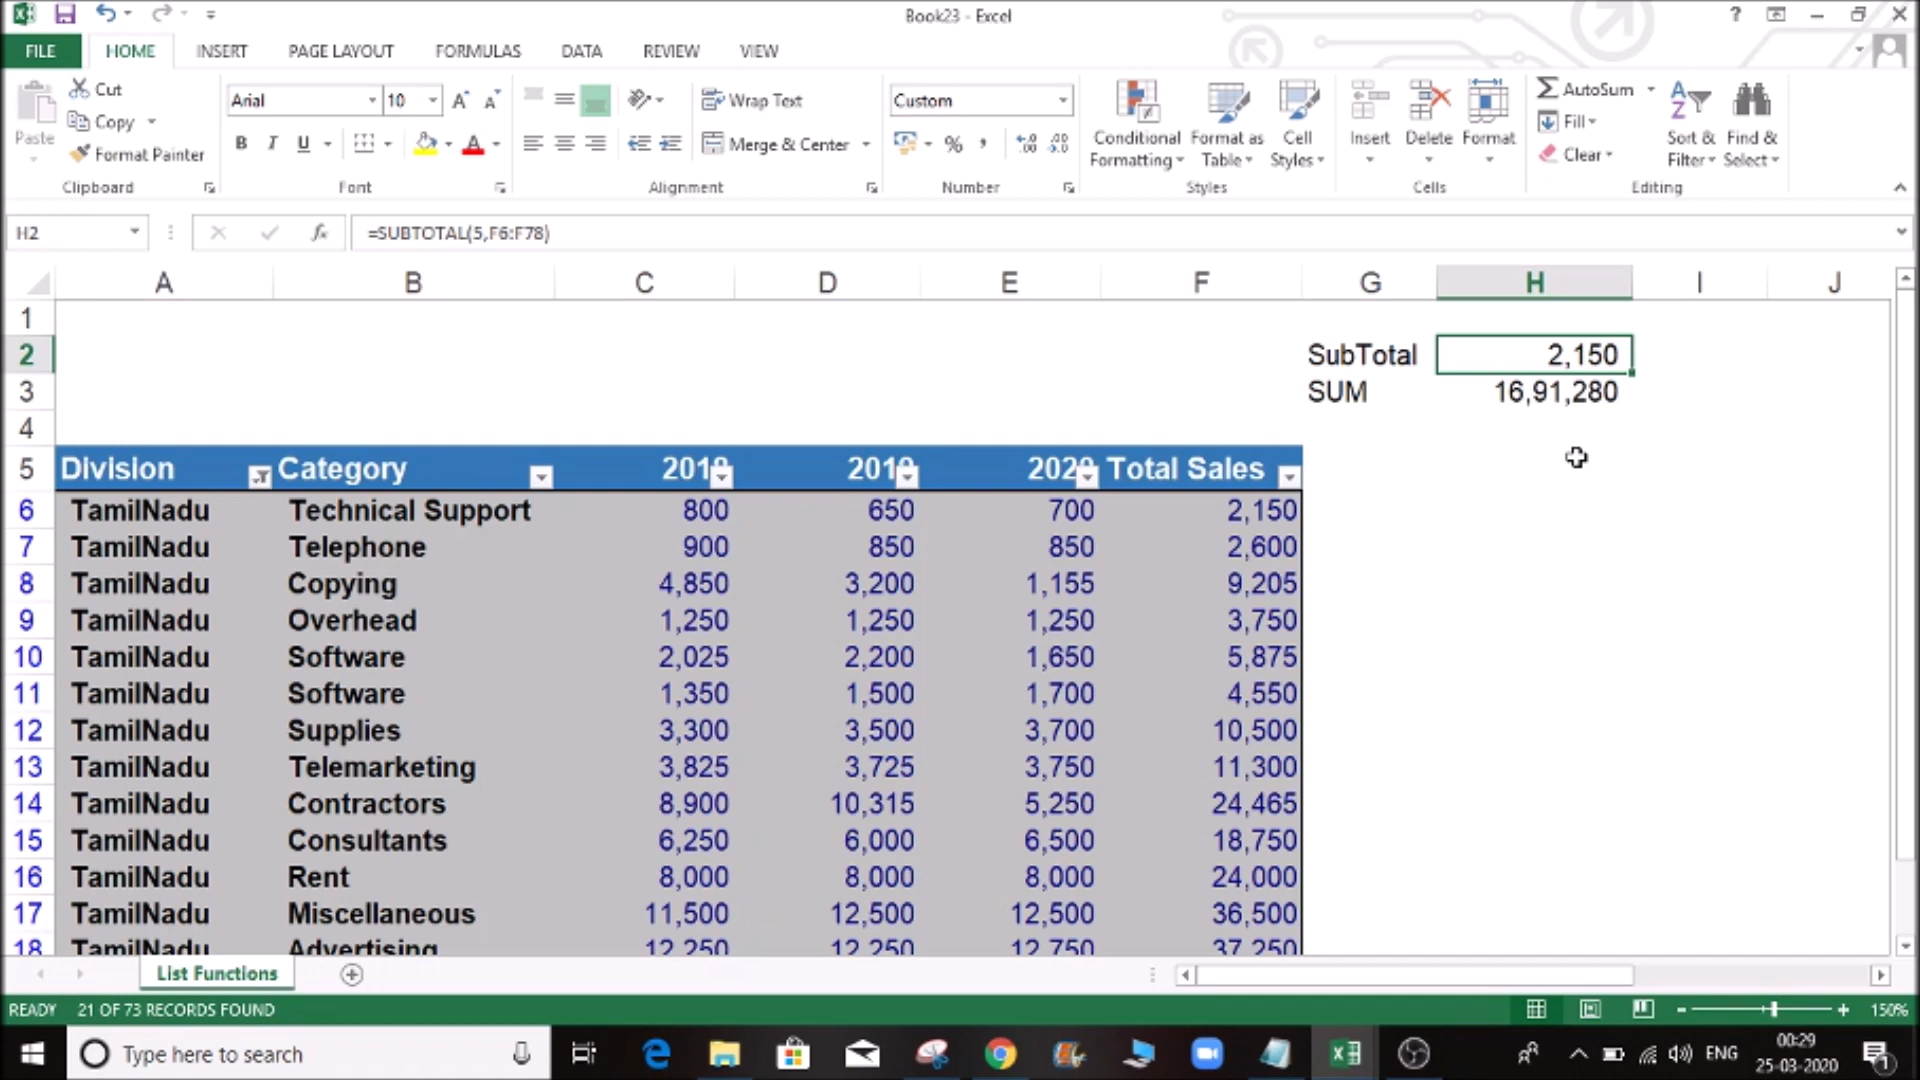 Book23 - Excel
?
FILE HOME INSERT PAGE LAYOUT FORMULAS DATA REVIEW VIEW
Paste
Cut
Copy
Format Painter
Clipboard
Arial 10
B I U
Font
Wrap Text
Merge & Center
Alignment
Custom
%
Number
Conditional Formatting
Format as Table
Cell Styles
Styles
Insert Delete Format
Cells
AutoSum
Fill
Clear
Sort & Filter
Find & Select
Editing
H2 fx =SUBTOTAL(5,F6:F78)
A B C D E F G H I J
1
2 SubTotal 2,150
3 SUM 16,91,280
4
5 Division Category 2019 2019 2020 Total Sales
6 TamilNadu Technical Support 800 650 700 2,150
7 TamilNadu Telephone 900 850 850 2,600
8 TamilNadu Copying 4,850 3,200 1,155 9,205
9 TamilNadu Overhead 1,250 1,250 1,250 3,750
10 TamilNadu Software 2,025 2,200 1,650 5,875
11 TamilNadu Software 1,350 1,500 1,700 4,550
12 TamilNadu Supplies 3,300 3,500 3,700 10,500
13 TamilNadu Telemarketing 3,825 3,725 3,750 11,300
14 TamilNadu Contractors 8,900 10,315 5,250 24,465
15 TamilNadu Consultants 6,250 6,000 6,500 18,750
16 TamilNadu Rent 8,000 8,000 8,000 24,000
17 TamilNadu Miscellaneous 11,500 12,500 12,500 36,500
18 TamilNadu Advertising 12,250 12,250 12,750 37,250
List Functions
READY 21 OF 73 RECORDS FOUND 150%
Type here to search
ENG
00:29
25-03-2020
1